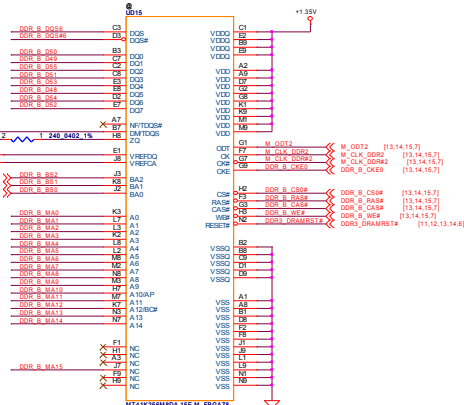 @
UD15
+1.35V
DDR_B_DQS6 C3 DQS VDDQ C1
DDR_B_DQS#6 D3 DQS# VDDQ E2
VDDQ B9
DDR_B_D50 B3 DQ0 VDDQ E9
DDR_B_D49 C7 DQ1
DDR_B_D55 C2 DQ2 VDD A2
DDR_B_D51 C8 DQ3 VDD A9
DDR_B_D53 E3 DQ4 VDD D7
DDR_B_D48 E8 DQ5 VDD G2
DDR_B_D54 D2 DQ6 VDD G8
DDR_B_D52 E7 DQ7 VDD K1
VDD K9
A7 NF/TDQS# VDD M1
B7 DM/TDQS VDD M9
2 1 240_0402_1% H8 ZQ
ODT G1 M_ODT2 M_ODT2 [13,14,15,7]
E1 VREFDQ CK F7 M_CLK_DDR2 M_CLK_DDR2 [13,14,15,7]
J8 VREFCA CK# G7 M_CLK_DDR#2 M_CLK_DDR#2 [13,14,15,7]
CKE G9 DDR_B_CKE0 DDR_B_CKE0 [13,14,15,7]
DDR_B_BS2 J3 BA2
DDR_B_BS1 K8 BA1
DDR_B_BS0 J2 BA0 CS# H2 DDR_B_CS0# DDR_B_CS0# [13,14,15,7]
RAS# F3 DDR_B_RAS# DDR_B_RAS# [13,14,15,7]
CAS# G3 DDR_B_CAS# DDR_B_CAS# [13,14,15,7]
DDR_B_MA0 K3 A0 WE# H3 DDR_B_WE# DDR_B_WE# [13,14,15,7]
DDR_B_MA1 L7 A1 RESET# N2 DDR3_DRAMRST# DDR3_DRAMRST# [11,12,13,14,6]
DDR_B_MA2 L3 A2
DDR_B_MA3 K2 A3
DDR_B_MA4 L8 A4 VSSQ B2
DDR_B_MA5 L2 A5 VSSQ B8
DDR_B_MA6 M8 A6 VSSQ C9
DDR_B_MA7 M2 A7 VSSQ D1
DDR_B_MA8 N8 A8 VSSQ D9
DDR_B_MA9 M3 A9
DDR_B_MA10 H7 A10/AP
DDR_B_MA11 M7 A11 VSS A1
DDR_B_MA12 K7 A12/BC# VSS A8
DDR_B_MA13 N3 A13 VSS B1
DDR_B_MA14 N7 A14 VSS D8
VSS F2
VSS F8
F1 NC VSS J1
H1 NC VSS J9
A3 NC VSS L1
DDR_B_MA15 J7 NC VSS L9
F9 NC VSS N1
H9 NC VSS N9